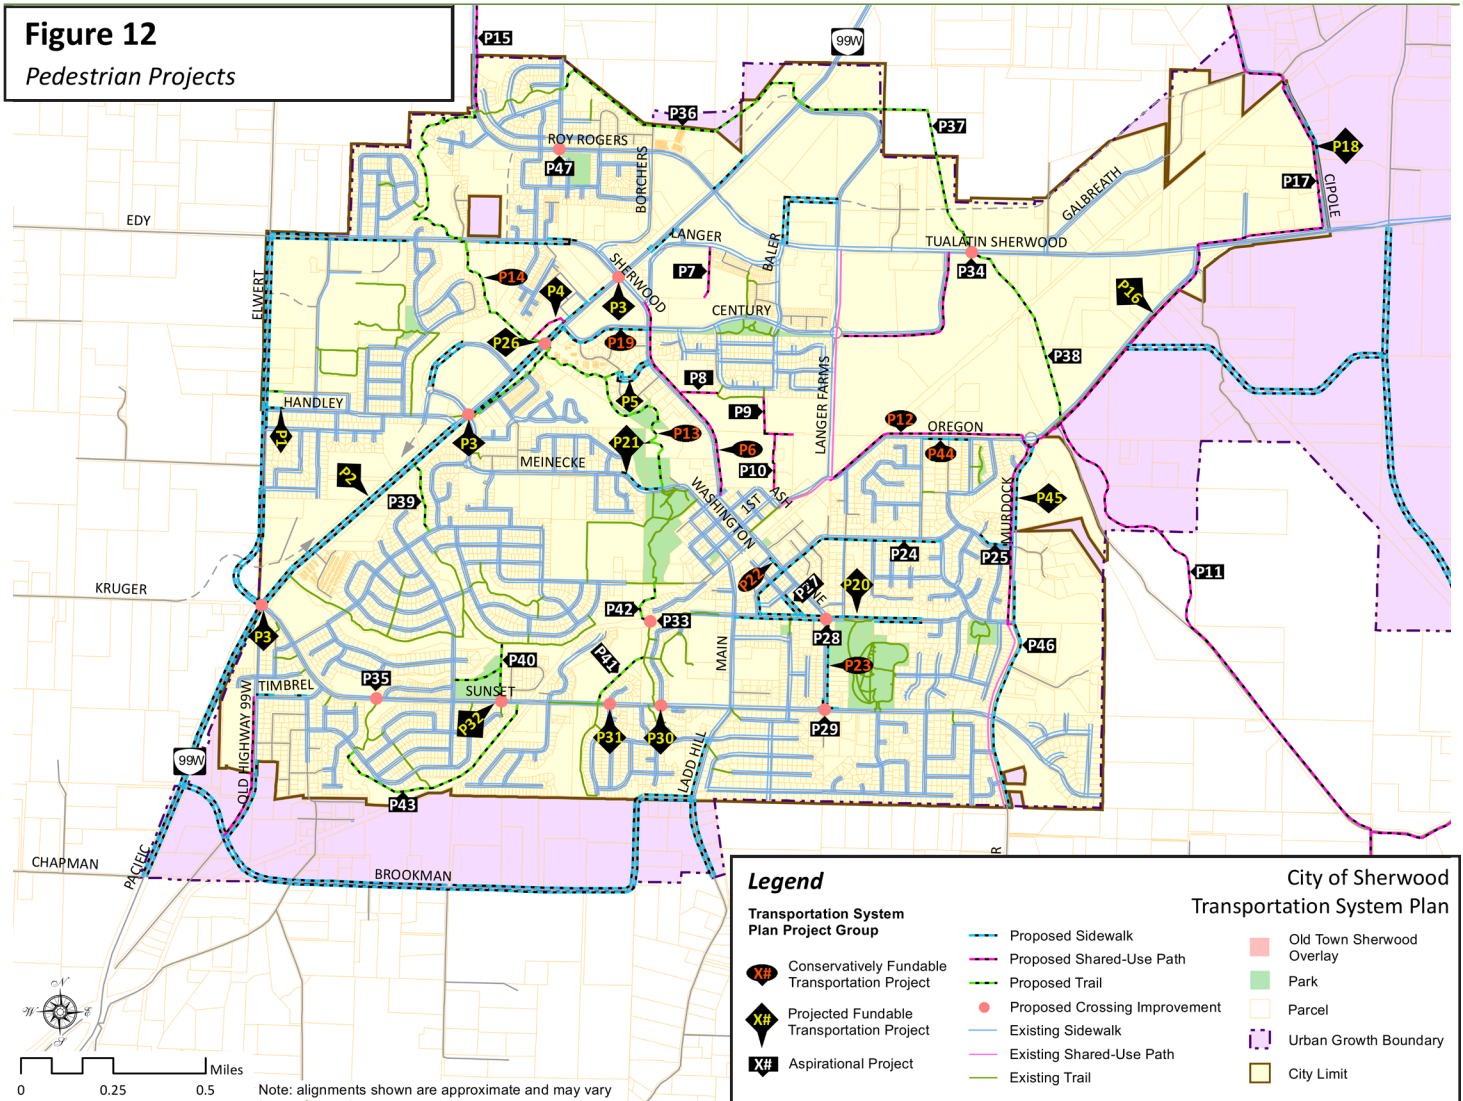 Figure 12
Pedestrian Projects
P15
99W
P36
P37
ROY ROGERS
P47
BORCHERS
P18
P17
CIPOLE
GALBREATH
EDY
LANGER
BALER
TUALATIN SHERWOOD
P34
ELWERT
P14
SHERWOOD
P7
P4
P3
P16
CENTURY
P26
P19
P38
P8
LANGER FARMS
P5
HANDLEY
P9
P1
P3
P13
P12
OREGON
P21
P6
P44
MEINECKE
P10
P2
P39
WASHINGTON
1ST
ASH
MURDOCK
P45
P24
P25
P22
P27
P20
P11
KRUGER
P42
P33
P3
P28
MAIN
P46
P40
P41
P23
TIMBREL
P35
SUNSET
P32
P31
P30
P29
OLD HIGHWAY 99W
LADD HILL
99W
P43
CHAPMAN
PACIFIC
BROOKMAN
R
Legend
City of Sherwood
Transportation System Plan
Transportation System
Plan Project Group
X# Conservatively Fundable
Transportation Project
X# Projected Fundable
Transportation Project
X# Aspirational Project
Proposed Sidewalk
Proposed Shared-Use Path
Proposed Trail
Proposed Crossing Improvement
Existing Sidewalk
Existing Shared-Use Path
Existing Trail
Old Town Sherwood
Overlay
Park
Parcel
Urban Growth Boundary
City Limit
N
W E
S
Miles
0 0.25 0.5
Note: alignments shown are approximate and may vary